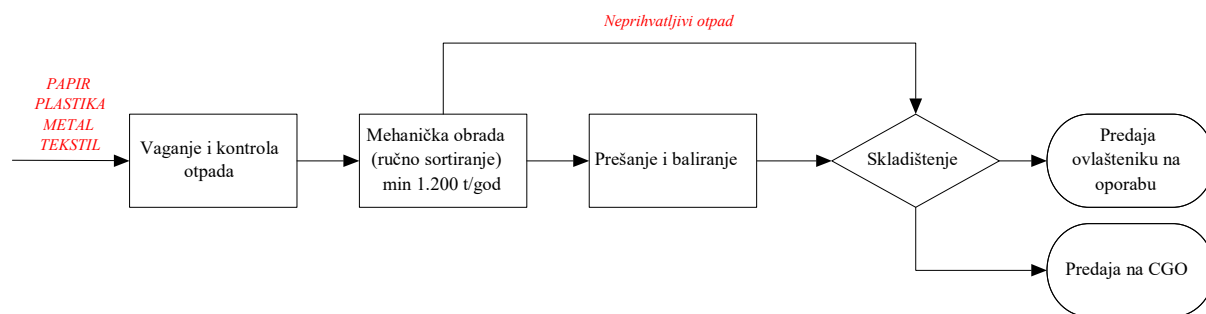 Neprihvatljivi otpad
PAPIR
PLASTIKA
METAL
TEKSTIL
Vaganje i kontrola
otpada
Mehanička obrada
(ručno sortiranje)
min 1.200 t/god
Prešanje i baliranje
Skladištenje
Predaja
ovlašteniku na
oporabu
Predaja na CGO